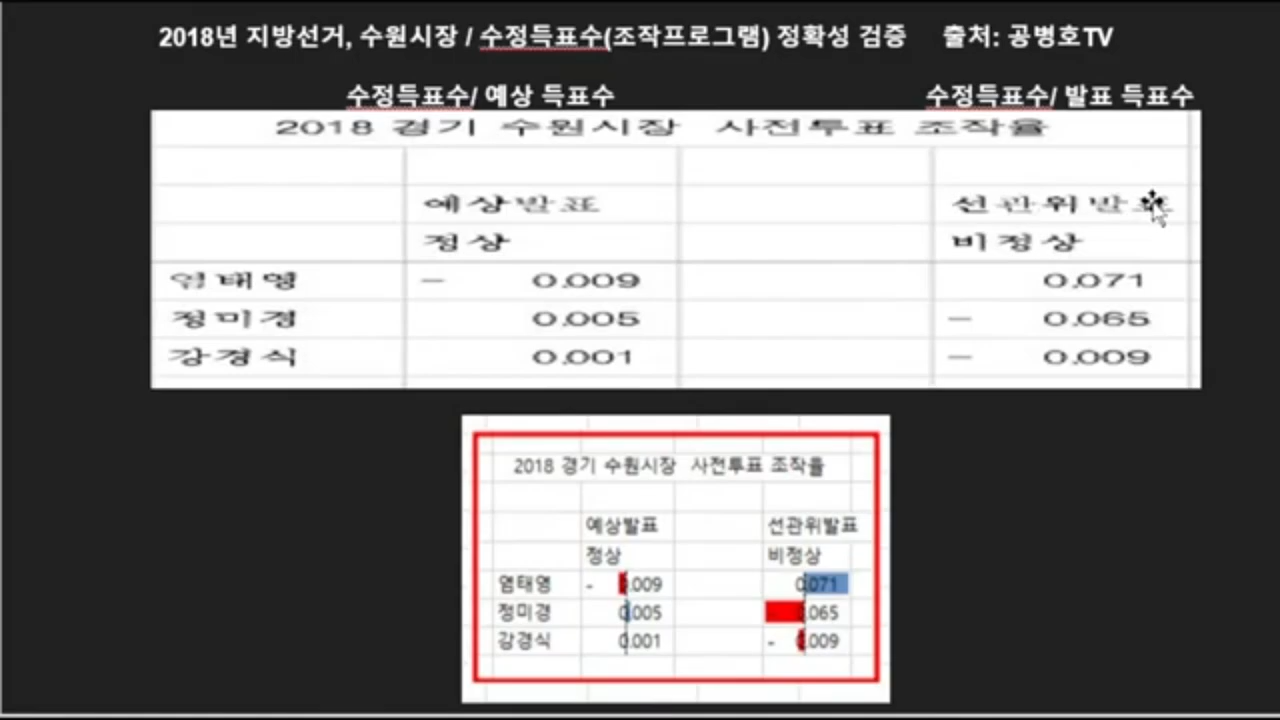 2018년 지방선거, 수원시장 / 수정득표수(조작프로그램) 정확성 검증 출처: 공병호TV
수정득표수/ 예상 득표수 수정득표수/ 발표 득표수
2018 경기 수원시장 사전투표 조작율
예상발표 선관위발표
정상 비정상
염태영 - 0.009 0.071
정미경 0.005 - 0.065
강경식 0.001 - 0.009
2018 경기 수원시장 사전투표 조작율
예상발표 선관위발표
정상 비정상
염태영 - 0.009 0.071
정미경 0.005 0.065
강경식 0.001 - 0.009